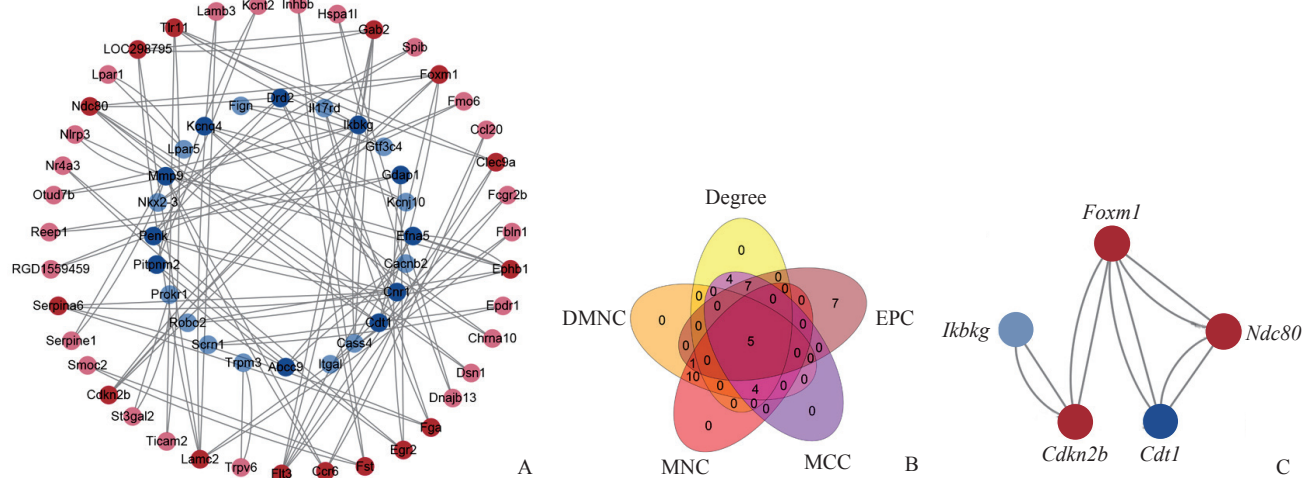 Lamb3
Kcnt2
Inhbb
Hspa1l
Tlr11
Gab2
LOC298795
Spib
Lpar1
Foxm1
Ndc80
Fmo6
Nlrp3
Ccl20
Nr4a3
Clec9a
Otud7b
Fcgr2b
Reep1
Fbln1
RGD1559459
Ephb1
Serpina6
Epdr1
Serpine1
Chrna10
Smoc2
Dsn1
Cdkn2b
Dnajb13
St3gal2
Fga
Ticam2
Egr2
Lamc2
Trpv6
Flt3
Ccr6
Fst
Fign
Drd2
Il17rd
Kcnq4
Ikbkg
Lpar5
Gtf3c4
Mmp9
Gdap1
Nkx2-3
Kcnj10
Penk
Efna5
Pitpnm2
Cacnb2
Prokr1
Cnr1
Robc2
Cdt1
Scrn1
Cass4
Trpm3
Abcc9
Itgal
A
Degree
DMNC
EPC
MNC
MCC
0
4
7
0
0
0
0
0
0
7
0
0
0
0
0
0
5
0
0
0
1
0
0
10
0
4
0
0
0
0
0
0
0
B
Foxm1
Ikbkg
Ndc80
Cdkn2b
Cdt1
C